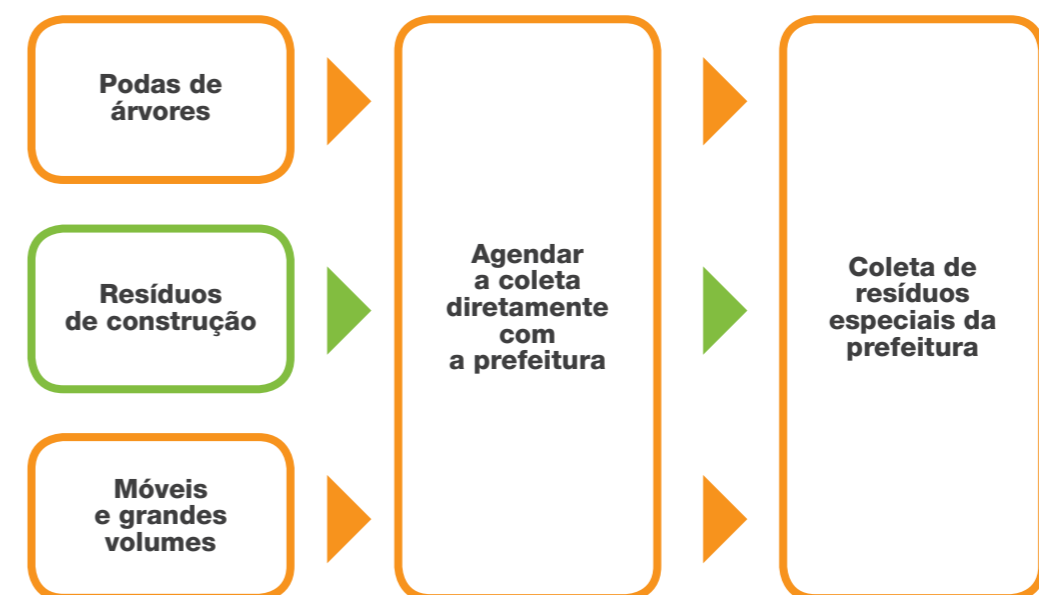 Podas de
árvores
Resíduos
de construção
Móveis
e grandes
volumes
Agendar
a coleta
diretamente
com
a prefeitura
Coleta de
resíduos
especiais da
prefeitura